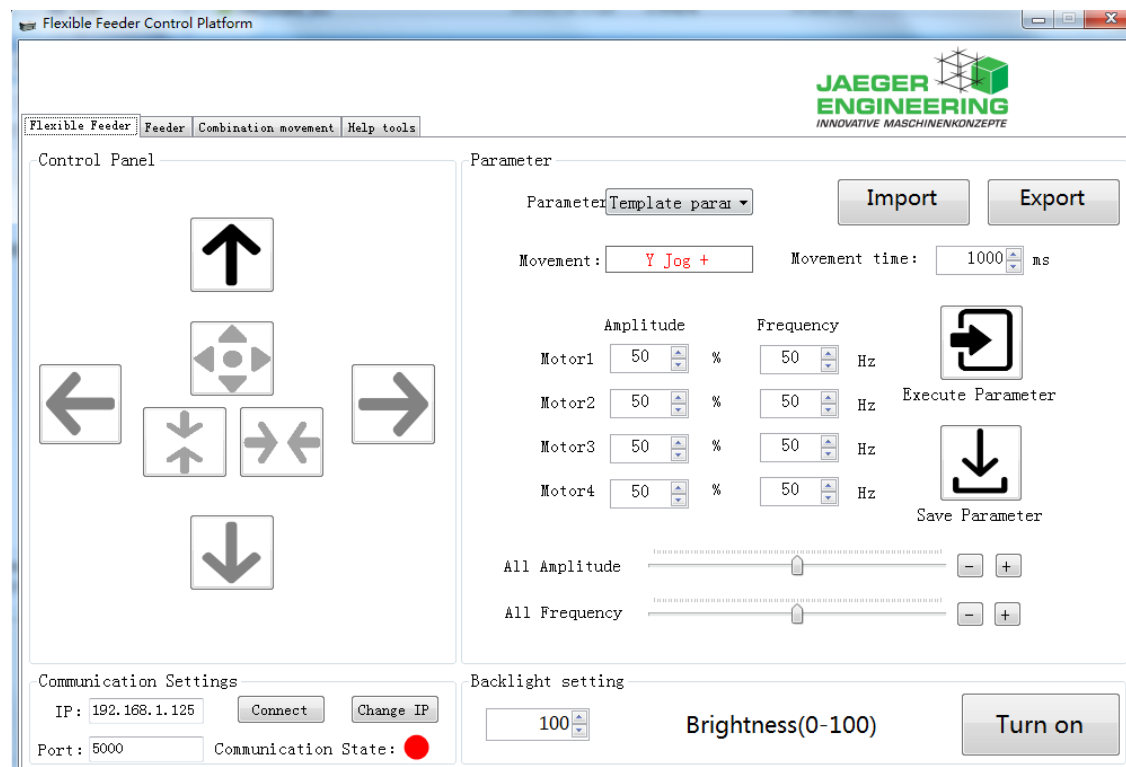 Flexible Feeder Control Platform
JAEGER
ENGINEERING
INNOVATIVE MASCHINENKONZEPTE
Flexible Feeder Feeder Combination movement Help tools
Control Panel
Parameter
Parameter Template parar Import Export
Movement: Y Jog + Movement time: 1000 ms
Amplitude Frequency
Motor1 50 % 50 Hz
Motor2 50 % 50 Hz
Execute Parameter
Motor3 50 % 50 Hz
Motor4 50 % 50 Hz
Save Parameter
All Amplitude - +
All Frequency - +
Communication Settings
IP: 192.168.1.125 Connect Change IP
Port: 5000 Communication State:
Backlight setting
100 Brightness(0-100) Turn on